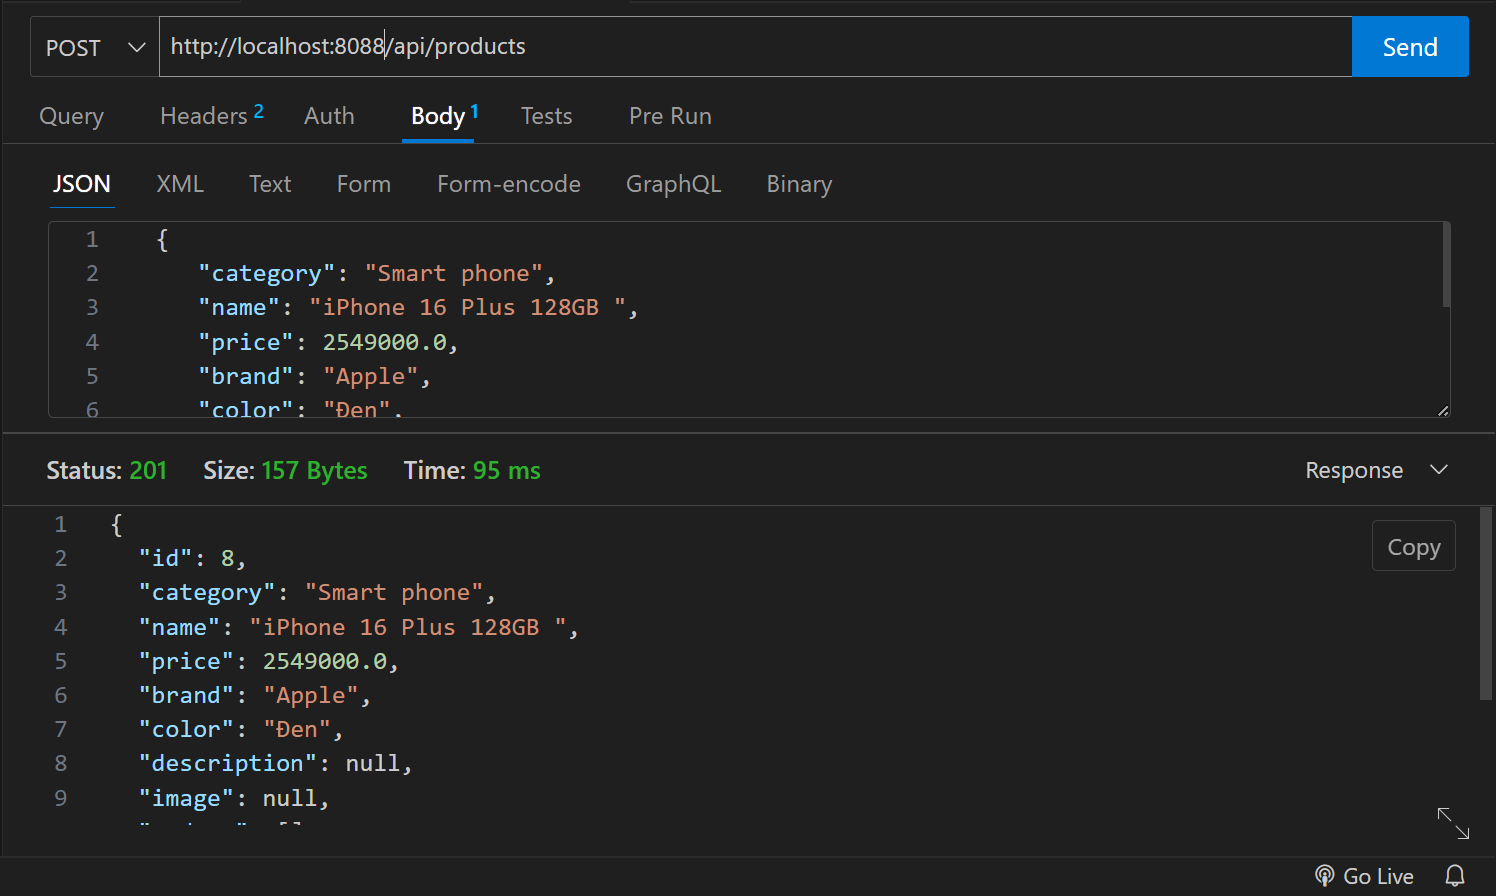 POST http://localhost:8088/api/products Send
Query Headers 2 Auth Body 1 Tests Pre Run
JSON XML Text Form Form-encode GraphQL Binary
1 {
2 "category": "Smart phone",
3 "name": "iPhone 16 Plus 128GB ",
4 "price": 2549000.0,
5 "brand": "Apple",
6 "color": "Đen",
Status: 201 Size: 157 Bytes Time: 95 ms Response
1 {
Copy
2 "id": 8,
3 "category": "Smart phone",
4 "name": "iPhone 16 Plus 128GB ",
5 "price": 2549000.0,
6 "brand": "Apple",
7 "color": "Đen",
8 "description": null,
9 "image": null,
Go Live